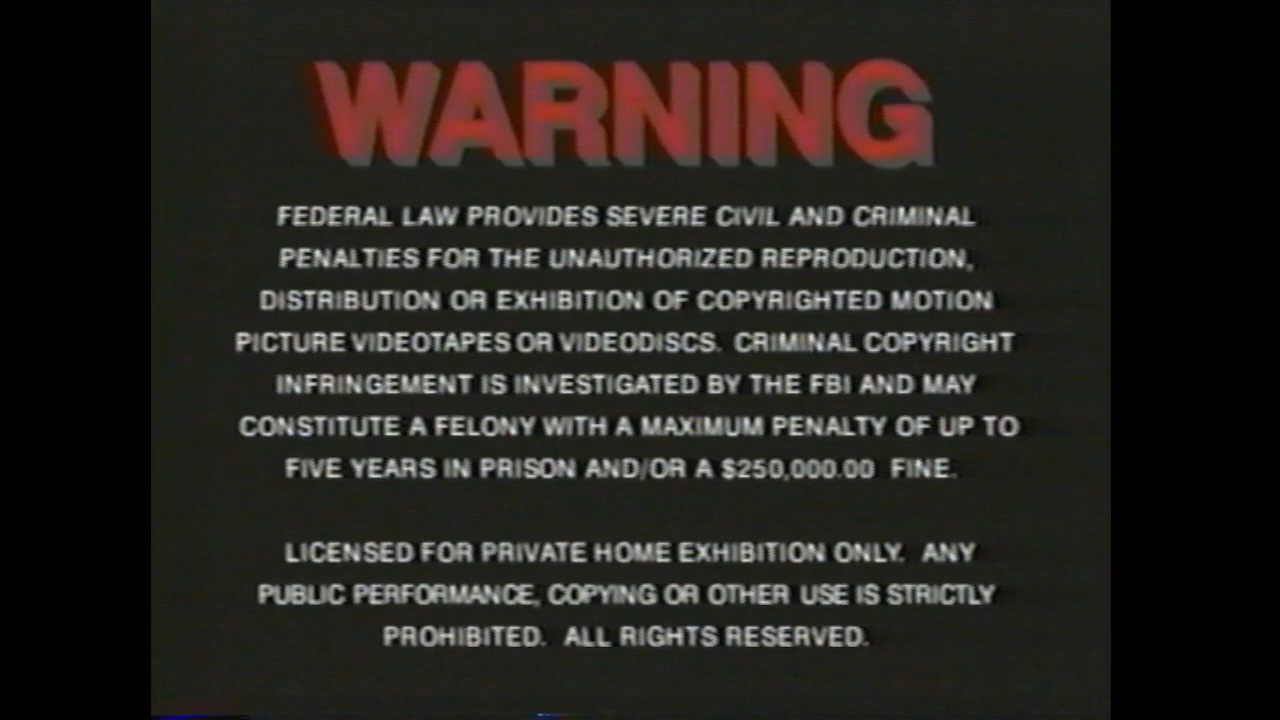 WARNING
FEDERAL LAW PROVIDES SEVERE CIVIL AND CRIMINAL
PENALTIES FOR THE UNAUTHORIZED REPRODUCTION,
DISTRIBUTION OR EXHIBITION OF COPYRIGHTED MOTION
PICTURE VIDEOTAPES OR VIDEODISCS. CRIMINAL COPYRIGHT
INFRINGEMENT IS INVESTIGATED BY THE FBI AND MAY
CONSTITUTE A FELONY WITH A MAXIMUM PENALTY OF UP TO
FIVE YEARS IN PRISON AND/OR A $250,000.00 FINE.
LICENSED FOR PRIVATE HOME EXHIBITION ONLY. ANY
PUBLIC PERFORMANCE, COPYING OR OTHER USE IS STRICTLY
PROHIBITED. ALL RIGHTS RESERVED.